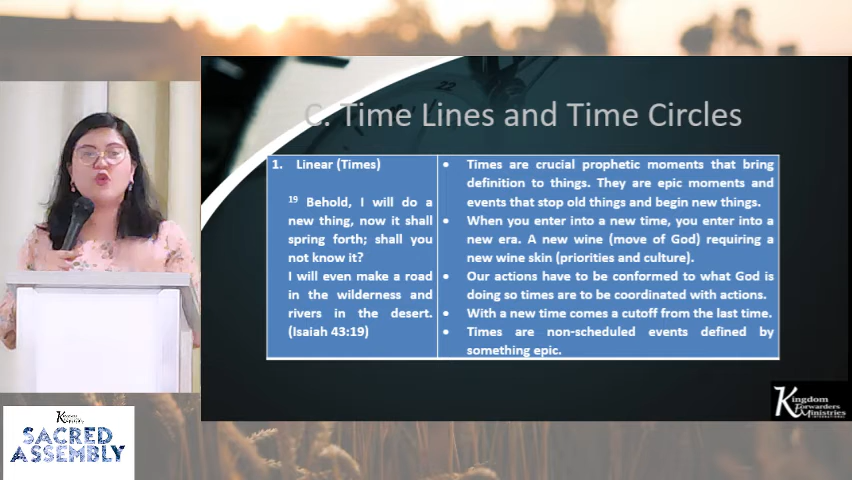 C. Time Lines and Time Circles
1. Linear (Times)
19 Behold, I will do a
new thing, now it shall
spring forth; shall you
not know it?
I will even make a road
in the wilderness and
rivers in the desert.
(Isaiah 43:19)
• Times are crucial prophetic moments that bring
definition to things. They are epic moments and
events that stop old things and begin new things.
• When you enter into a new time, you enter into a
new era. A new wine (move of God) requiring a
new wine skin (priorities and culture).
• Our actions have to be conformed to what God is
doing so times are to be coordinated with actions.
• With a new time comes a cutoff from the last time.
• Times are non-scheduled events defined by
something epic.
Kingdom
Forwarders
Ministries
SACRED
ASSEMBLY